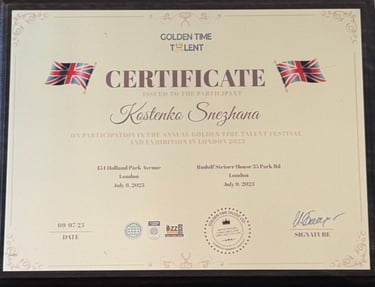 GOLDEN TIME
TALENT
CERTIFICATE
ISSUED TO THE PARTICIPANT
Kostenko Snezhana
ON PARTICIPATION IN THE ANNUAL GOLDEN TIME TALENT FESTIVAL
AND EXHIBITION IN LONDON 2023
154 Holland Park Avenue
London
July 8, 2023
Rudolf Steiner House 35 Park Rd
London
July 9, 2023
09 07 23
DATE
SIGNATURE